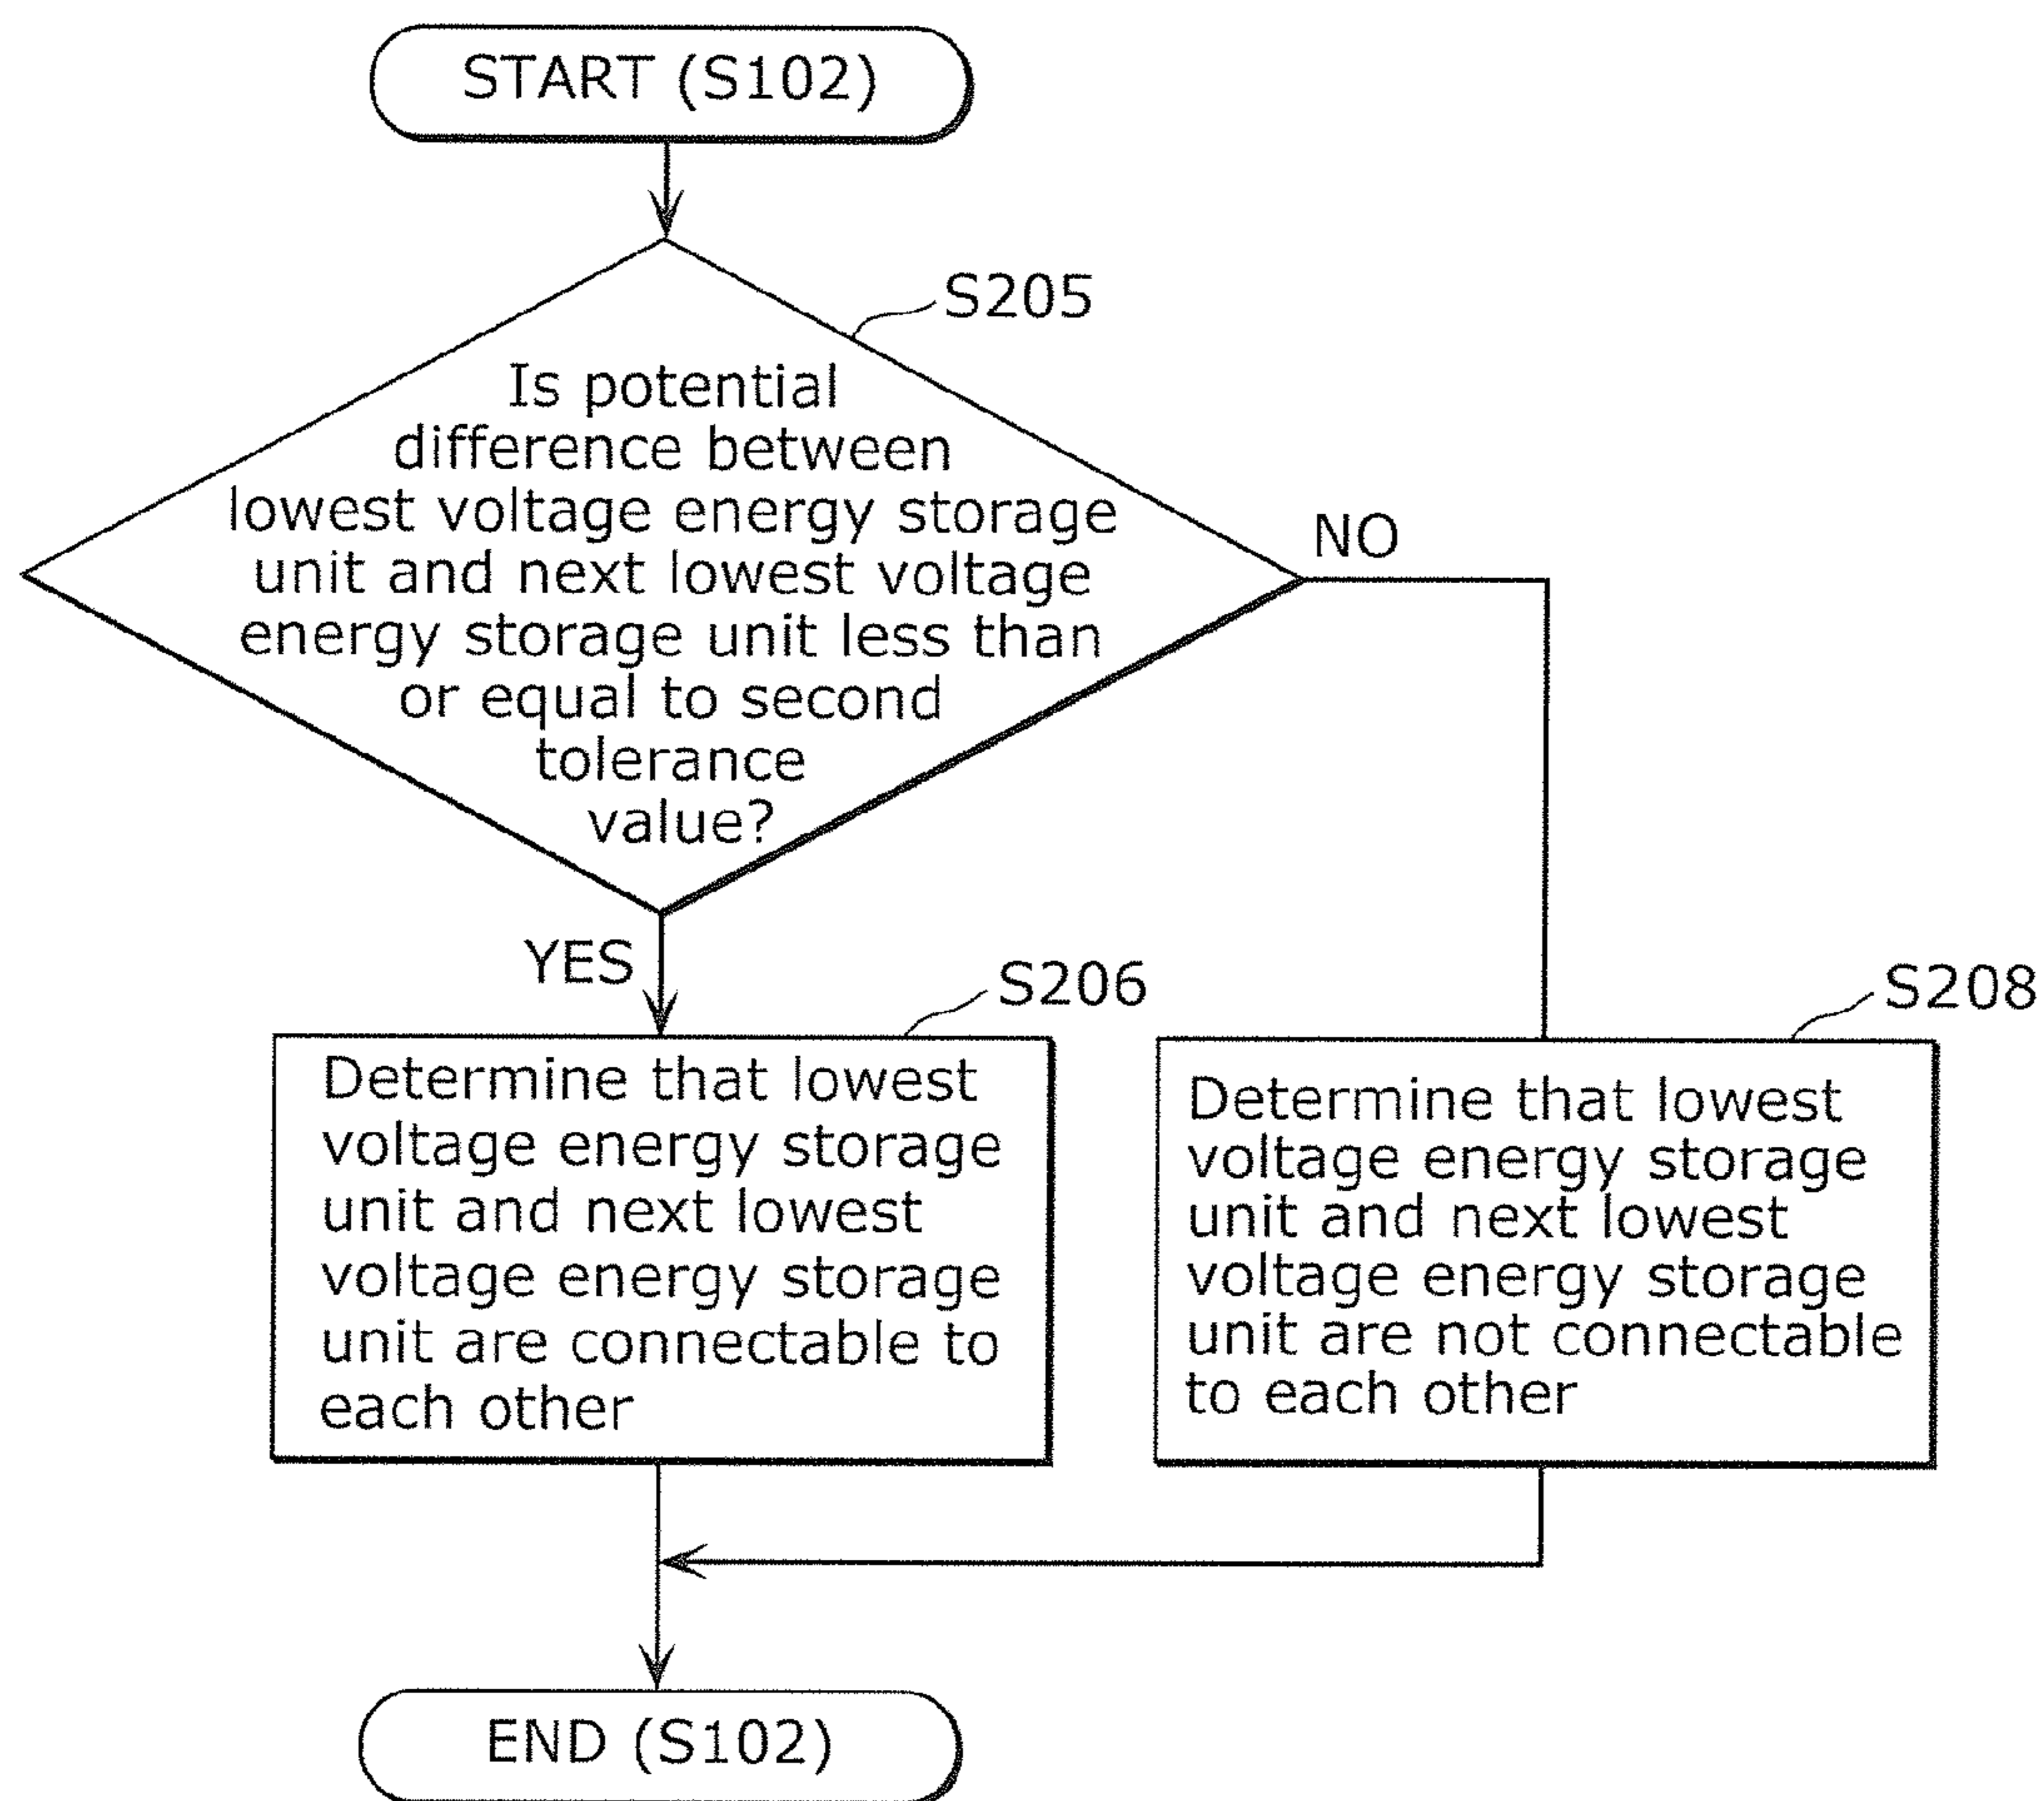 START (S102)
S205
Is potential
difference between
lowest voltage energy storage
unit and next lowest voltage
energy storage unit less than
or equal to second
tolerance
value?
NO
YES
S206
Determine that lowest
voltage energy storage
unit and next lowest
voltage energy storage
unit are connectable to
each other
S208
Determine that lowest
voltage energy storage
unit and next lowest
voltage energy storage
unit are not connectable
to each other
END (S102)